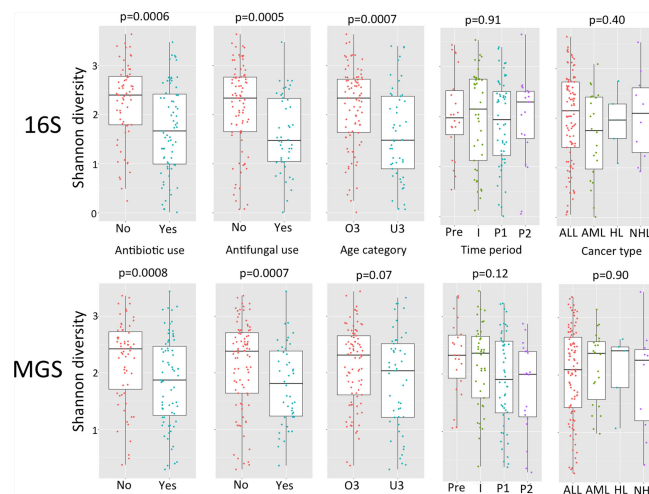 p=0.0006 p=0.0005 p=0.0007 p=0.91 p=0.40
16S
Shannon diversity
3
2
1
0
No Yes No Yes O3 U3 Pre I P1 P2 ALL AML HL NHL
Antibiotic use Antifungal use Age category Time period Cancer type
p=0.0008 p=0.0007 p=0.07 p=0.12 p=0.90
MGS
Shannon diversity
3
2
1
No Yes No Yes O3 U3 Pre I P1 P2 ALL AML HL NHL